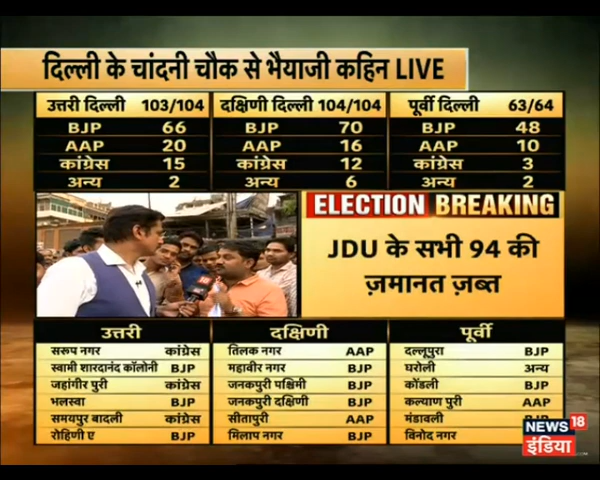 दिल्ली के चांदनी चौक से भैयाजी कहिन LIVE
उत्तरी दिल्ली 103/104
BJP 66
AAP 20
कांग्रेस 15
अन्य 2
दक्षिणी दिल्ली 104/104
BJP 70
AAP 16
कांग्रेस 12
अन्य 6
पूर्वी दिल्ली 63/64
BJP 48
AAP 10
कांग्रेस 3
अन्य 2
ELECTION BREAKING
JDU के सभी 94 की
ज़मानत ज़ब्त
उत्तरी
सरूप नगर कांग्रेस
स्वामी शारदानंद कॉलोनी BJP
जहांगीर पुरी कांग्रेस
भलस्वा BJP
समयपुर बादली कांग्रेस
रोहिणी ए BJP
दक्षिणी
तिलक नगर AAP
महावीर नगर BJP
जनकपुरी पश्चिमी BJP
जनकपुरी दक्षिणी BJP
सीतापुरी AAP
मिलाप नगर BJP
पूर्वी
दल्लूपुरा BJP
घरोली अन्य
कोंडली BJP
कल्याण पुरी AAP
मंडावली
विनोद नगर
NEWS 18
इंडिया